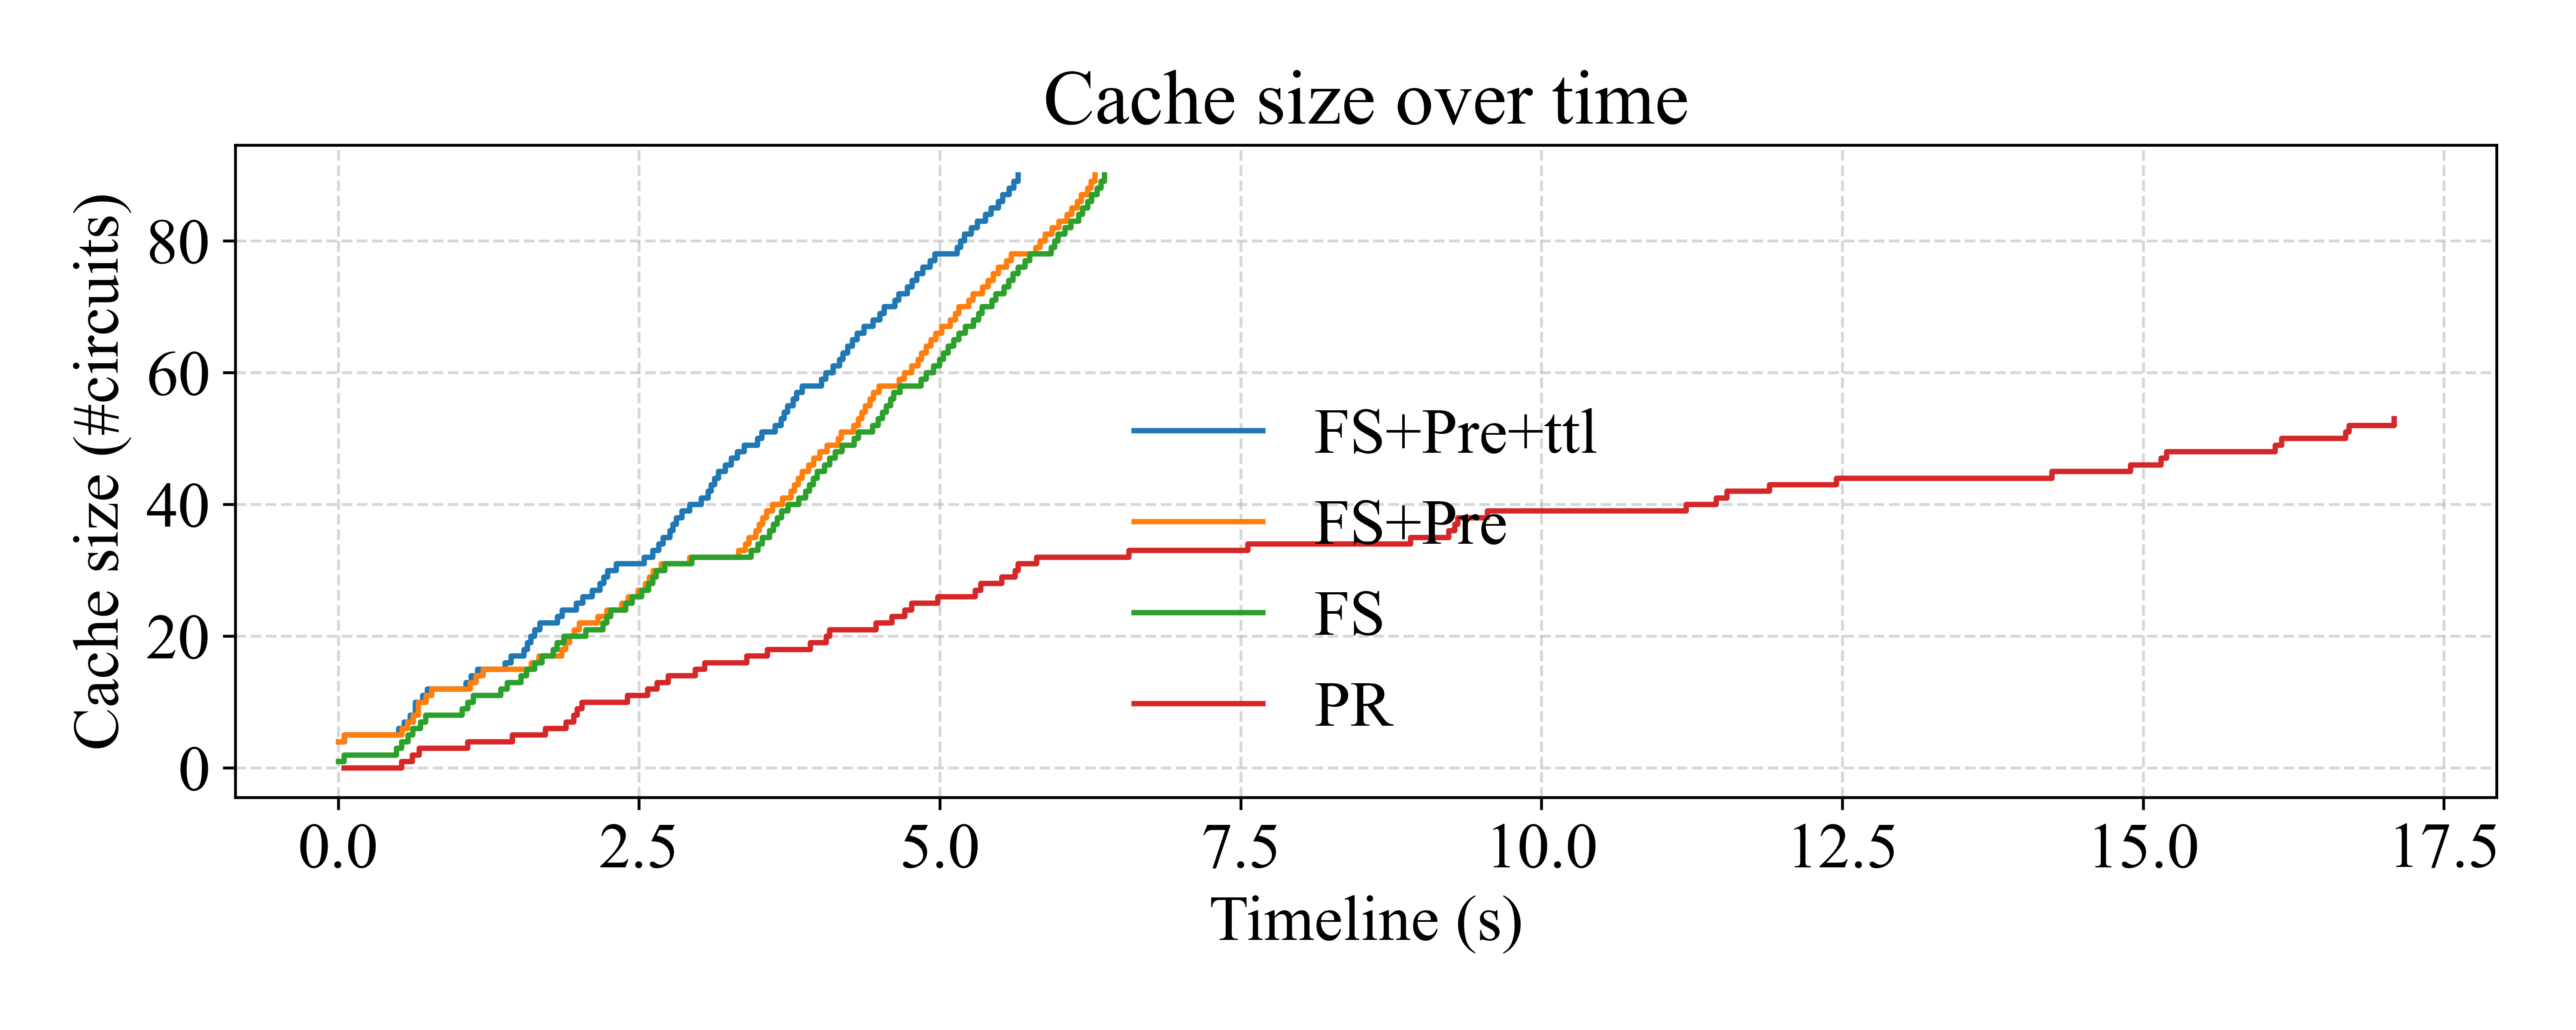 Cache size over time
Cache size (#circuits)
80
60
40
20
0
FS+Pre+ttl
FS+Pre
FS
PR
0.0 2.5 5.0 7.5 10.0 12.5 15.0 17.5
Timeline (s)